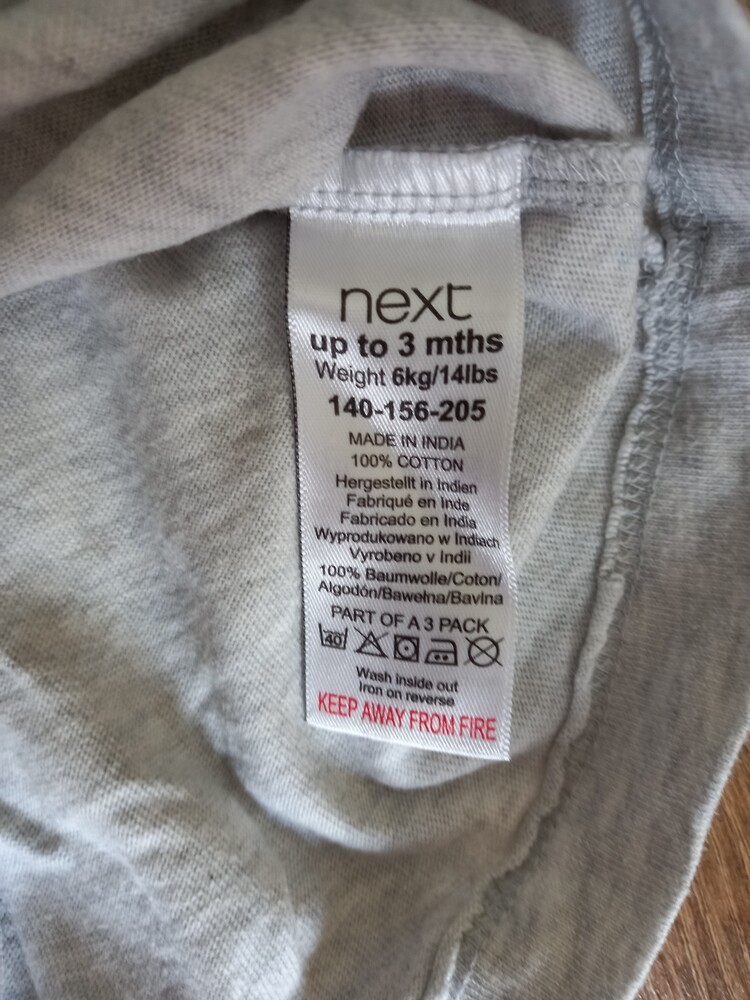 next
up to 3 mths
Weight 6kg/14lbs
140-156-205
MADE IN INDIA
100% COTTON
Hergestellt in Indien
Fabriqué en Inde
Fabricado en India
Wyprodukowano w Indiach
Vyrobeno v Indii
100% Baumwolle/Coton/
Algodón/Bawełna/Bavlna
PART OF A 3 PACK
40
Wash inside out
Iron on reverse
KEEP AWAY FROM FIRE